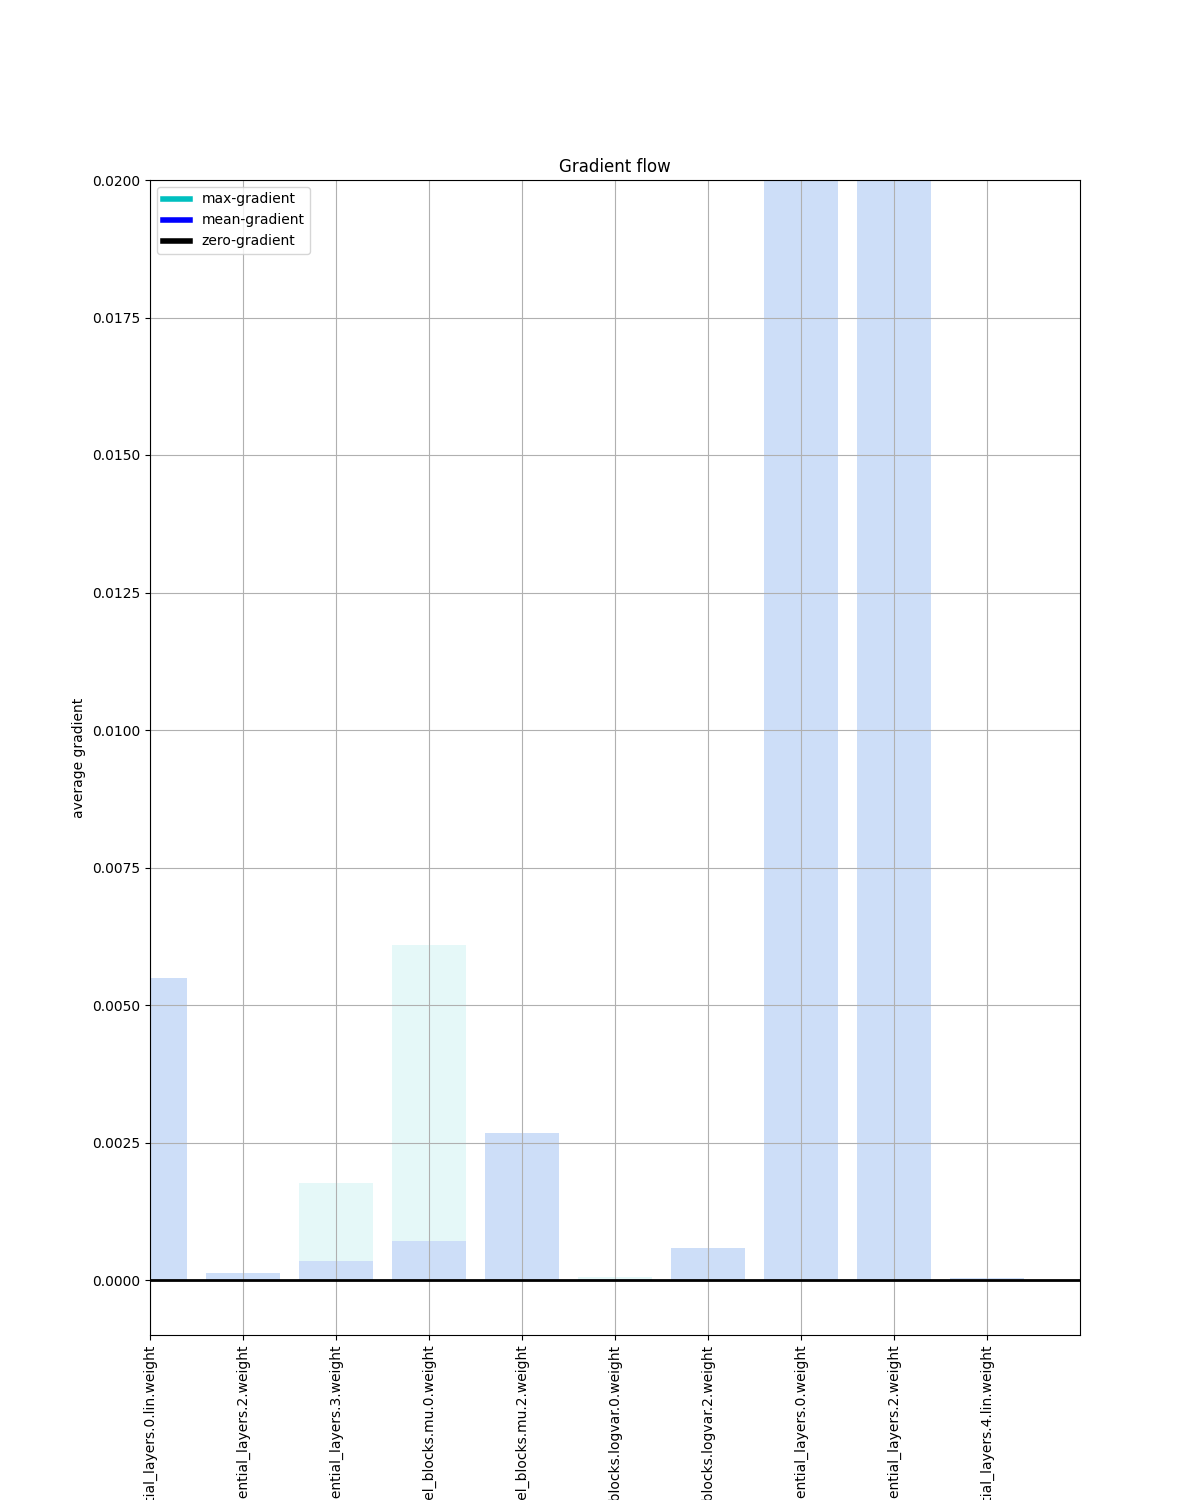 Gradient flow
max-gradient
mean-gradient
zero-gradient
0.0200
0.0175
0.0150
0.0125
0.0100
0.0075
0.0050
0.0025
0.0000
average gradient
tial_layers.0.lin.weight
ential_layers.2.weight
ential_layers.3.weight
el_blocks.mu.0.weight
el_blocks.mu.2.weight
blocks.logvar.0.weight
blocks.logvar.2.weight
ential_layers.0.weight
ential_layers.2.weight
tial_layers.4.lin.weight